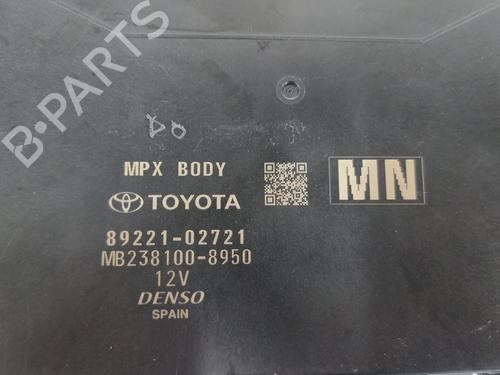 B-PARTS
MPX BODY
TOYOTA
MN
89221-02721
MB238100-8950
12V
DENSO
SPAIN